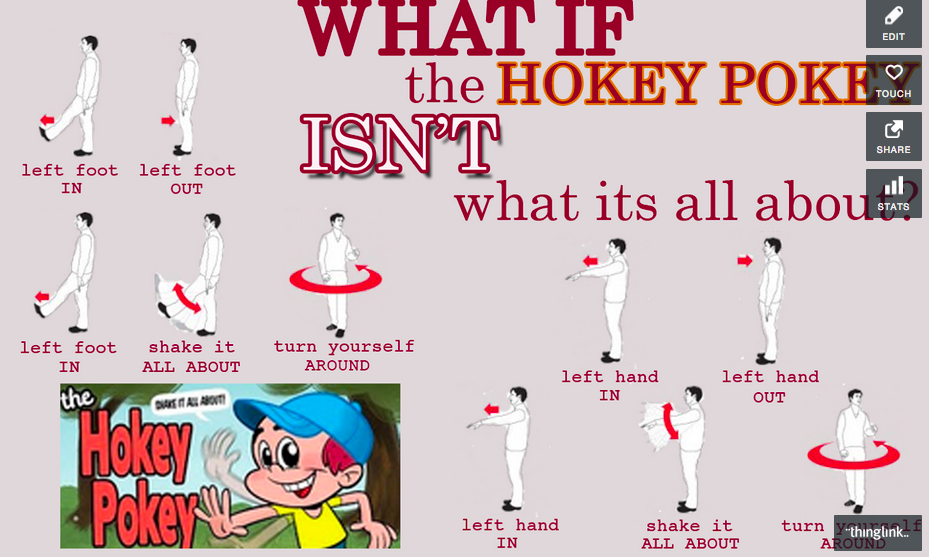 WHAT IF
the HOKEY POKEY
ISN'T
what its all about?
EDIT
TOUCH
SHARE
STATS
left foot
IN
left foot
OUT
left foot
IN
shake it
ALL ABOUT
turn yourself
AROUND
left hand
IN
left hand
OUT
left hand
IN
shake it
ALL ABOUT
turn yourself
AROUND
the
Hokey
Pokey
SHAKE IT ALL ABOUT!
"thinglink..